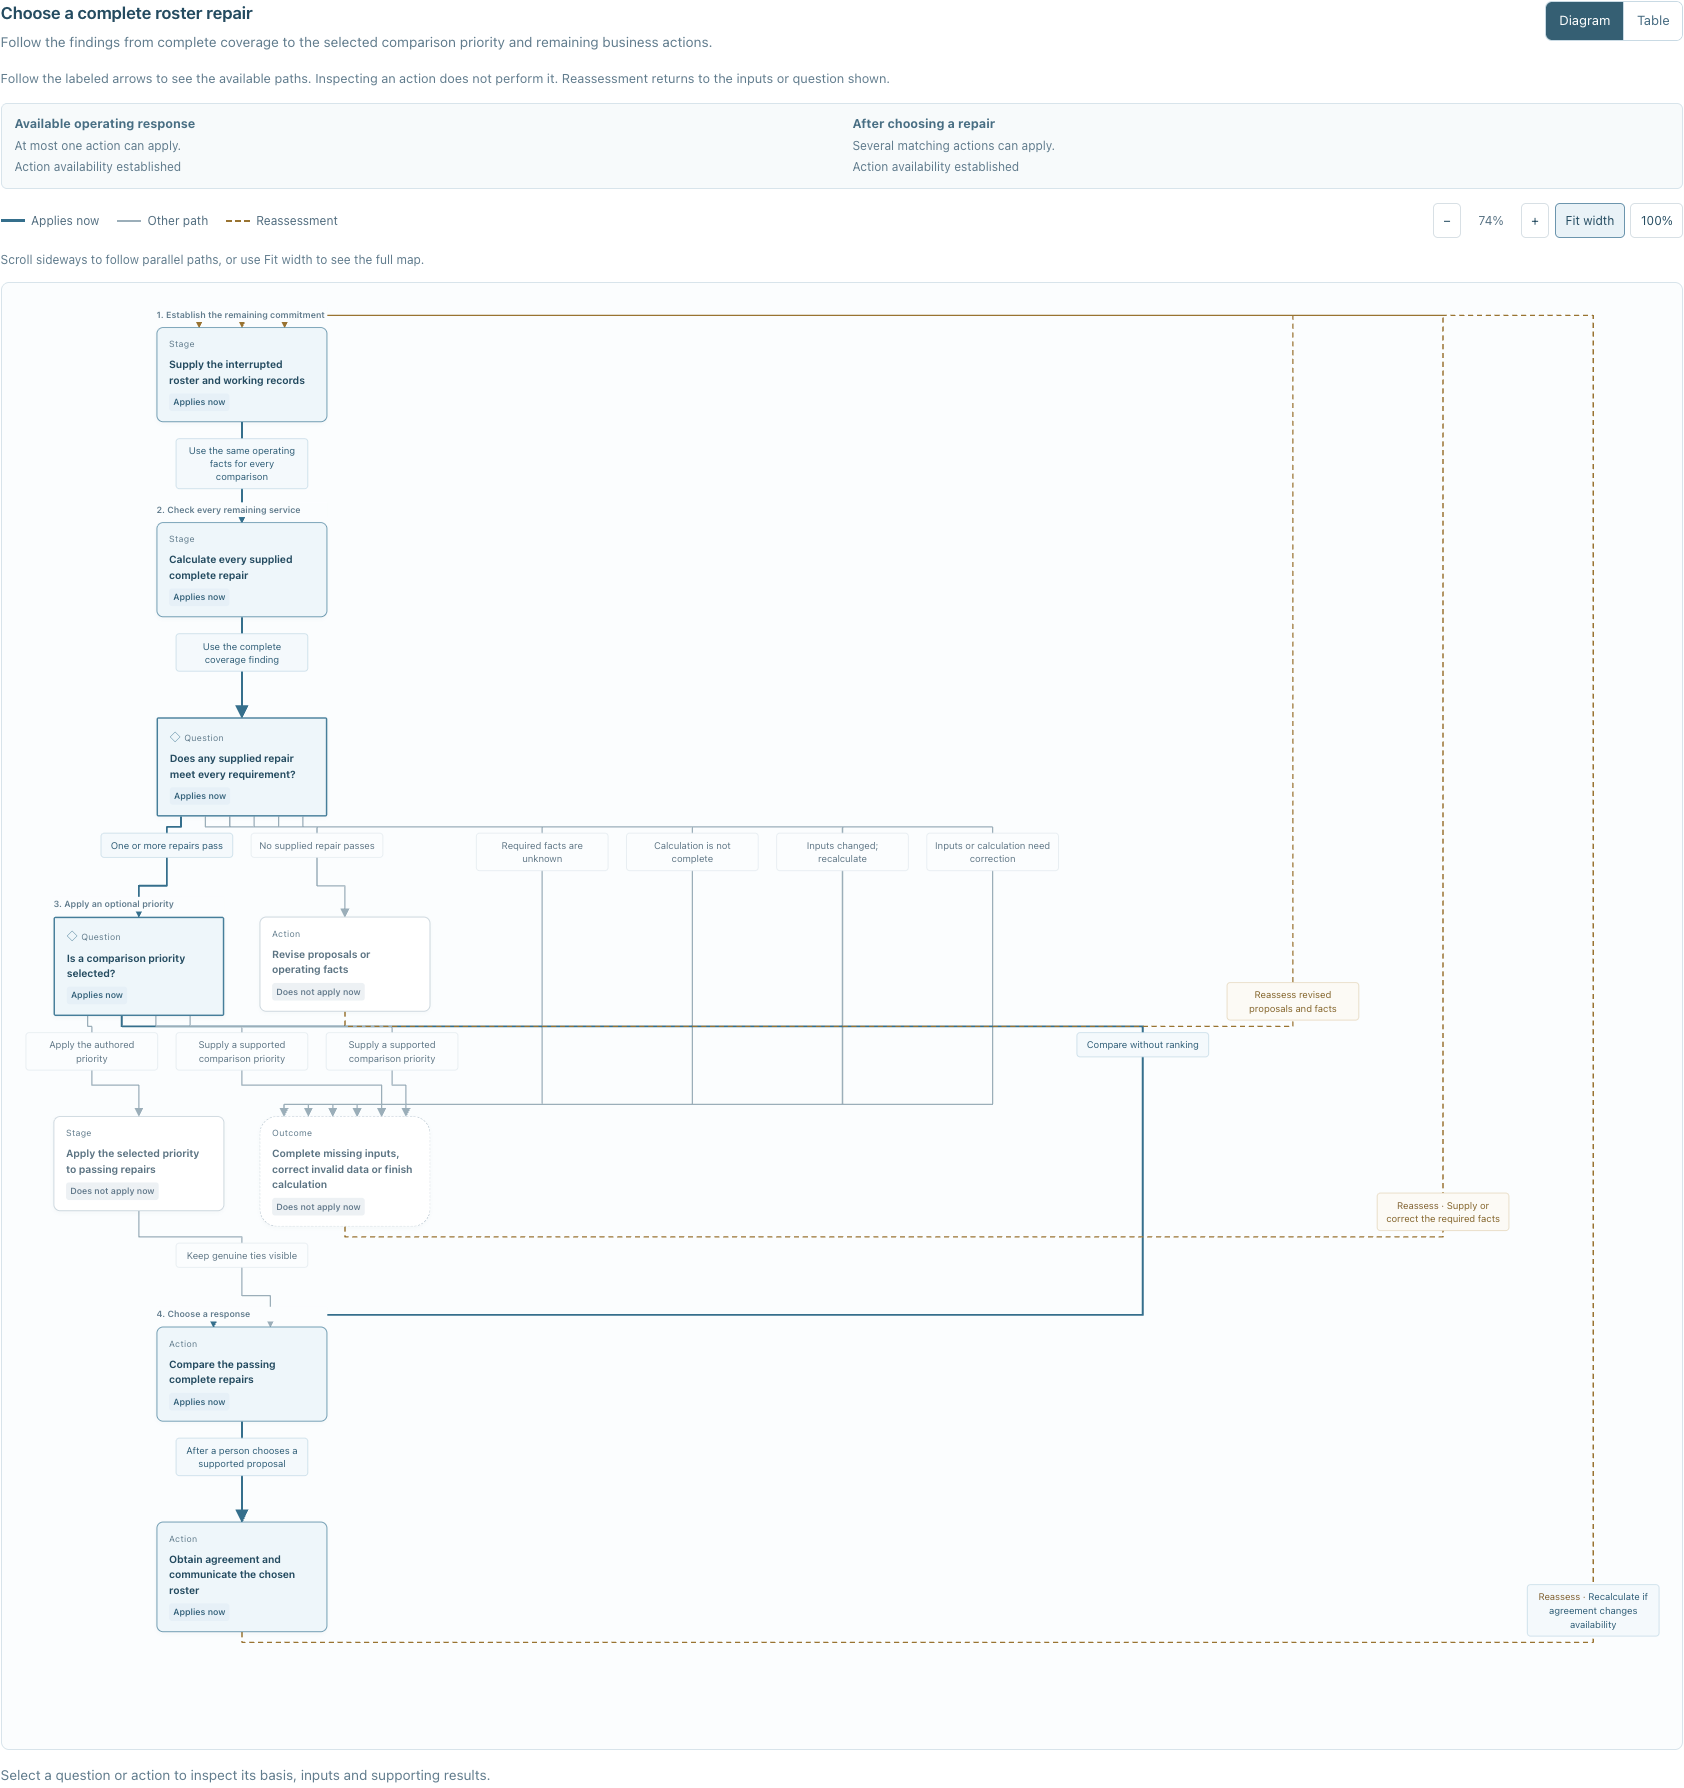 Choose a complete roster repair
Diagram
Table
Follow the findings from complete coverage to the selected comparison priority and remaining business actions.
Follow the labeled arrows to see the available paths. Inspecting an action does not perform it. Reassessment returns to the inputs or question shown.
Available operating response
At most one action can apply.
Action availability established
After choosing a repair
Several matching actions can apply.
Action availability established
Applies now
Other path
Reassessment
−
74%
+
Fit width
100%
Scroll sideways to follow parallel paths, or use Fit width to see the full map.
1. Establish the remaining commitment
Stage
Supply the interrupted
roster and working records
Applies now
Use the same operating
facts for every
comparison
2. Check every remaining service
Stage
Calculate every supplied
complete repair
Applies now
Use the complete
coverage finding
Question
Does any supplied repair
meet every requirement?
Applies now
One or more repairs pass
No supplied repair passes
Required facts are
unknown
Calculation is not
complete
Inputs changed;
recalculate
Inputs or calculation need
correction
3. Apply an optional priority
Question
Is a comparison priority
selected?
Applies now
Action
Revise proposals or
operating facts
Does not apply now
Reassess revised
proposals and facts
Apply the authored
priority
Supply a supported
comparison priority
Supply a supported
comparison priority
Compare without ranking
Stage
Apply the selected priority
to passing repairs
Does not apply now
Outcome
Complete missing inputs,
correct invalid data or finish
calculation
Does not apply now
Reassess · Supply or
correct the required facts
Keep genuine ties visible
4. Choose a response
Action
Compare the passing
complete repairs
Applies now
After a person chooses a
supported proposal
Action
Obtain agreement and
communicate the chosen
roster
Applies now
Reassess · Recalculate if
agreement changes
availability
Select a question or action to inspect its basis, inputs and supporting results.